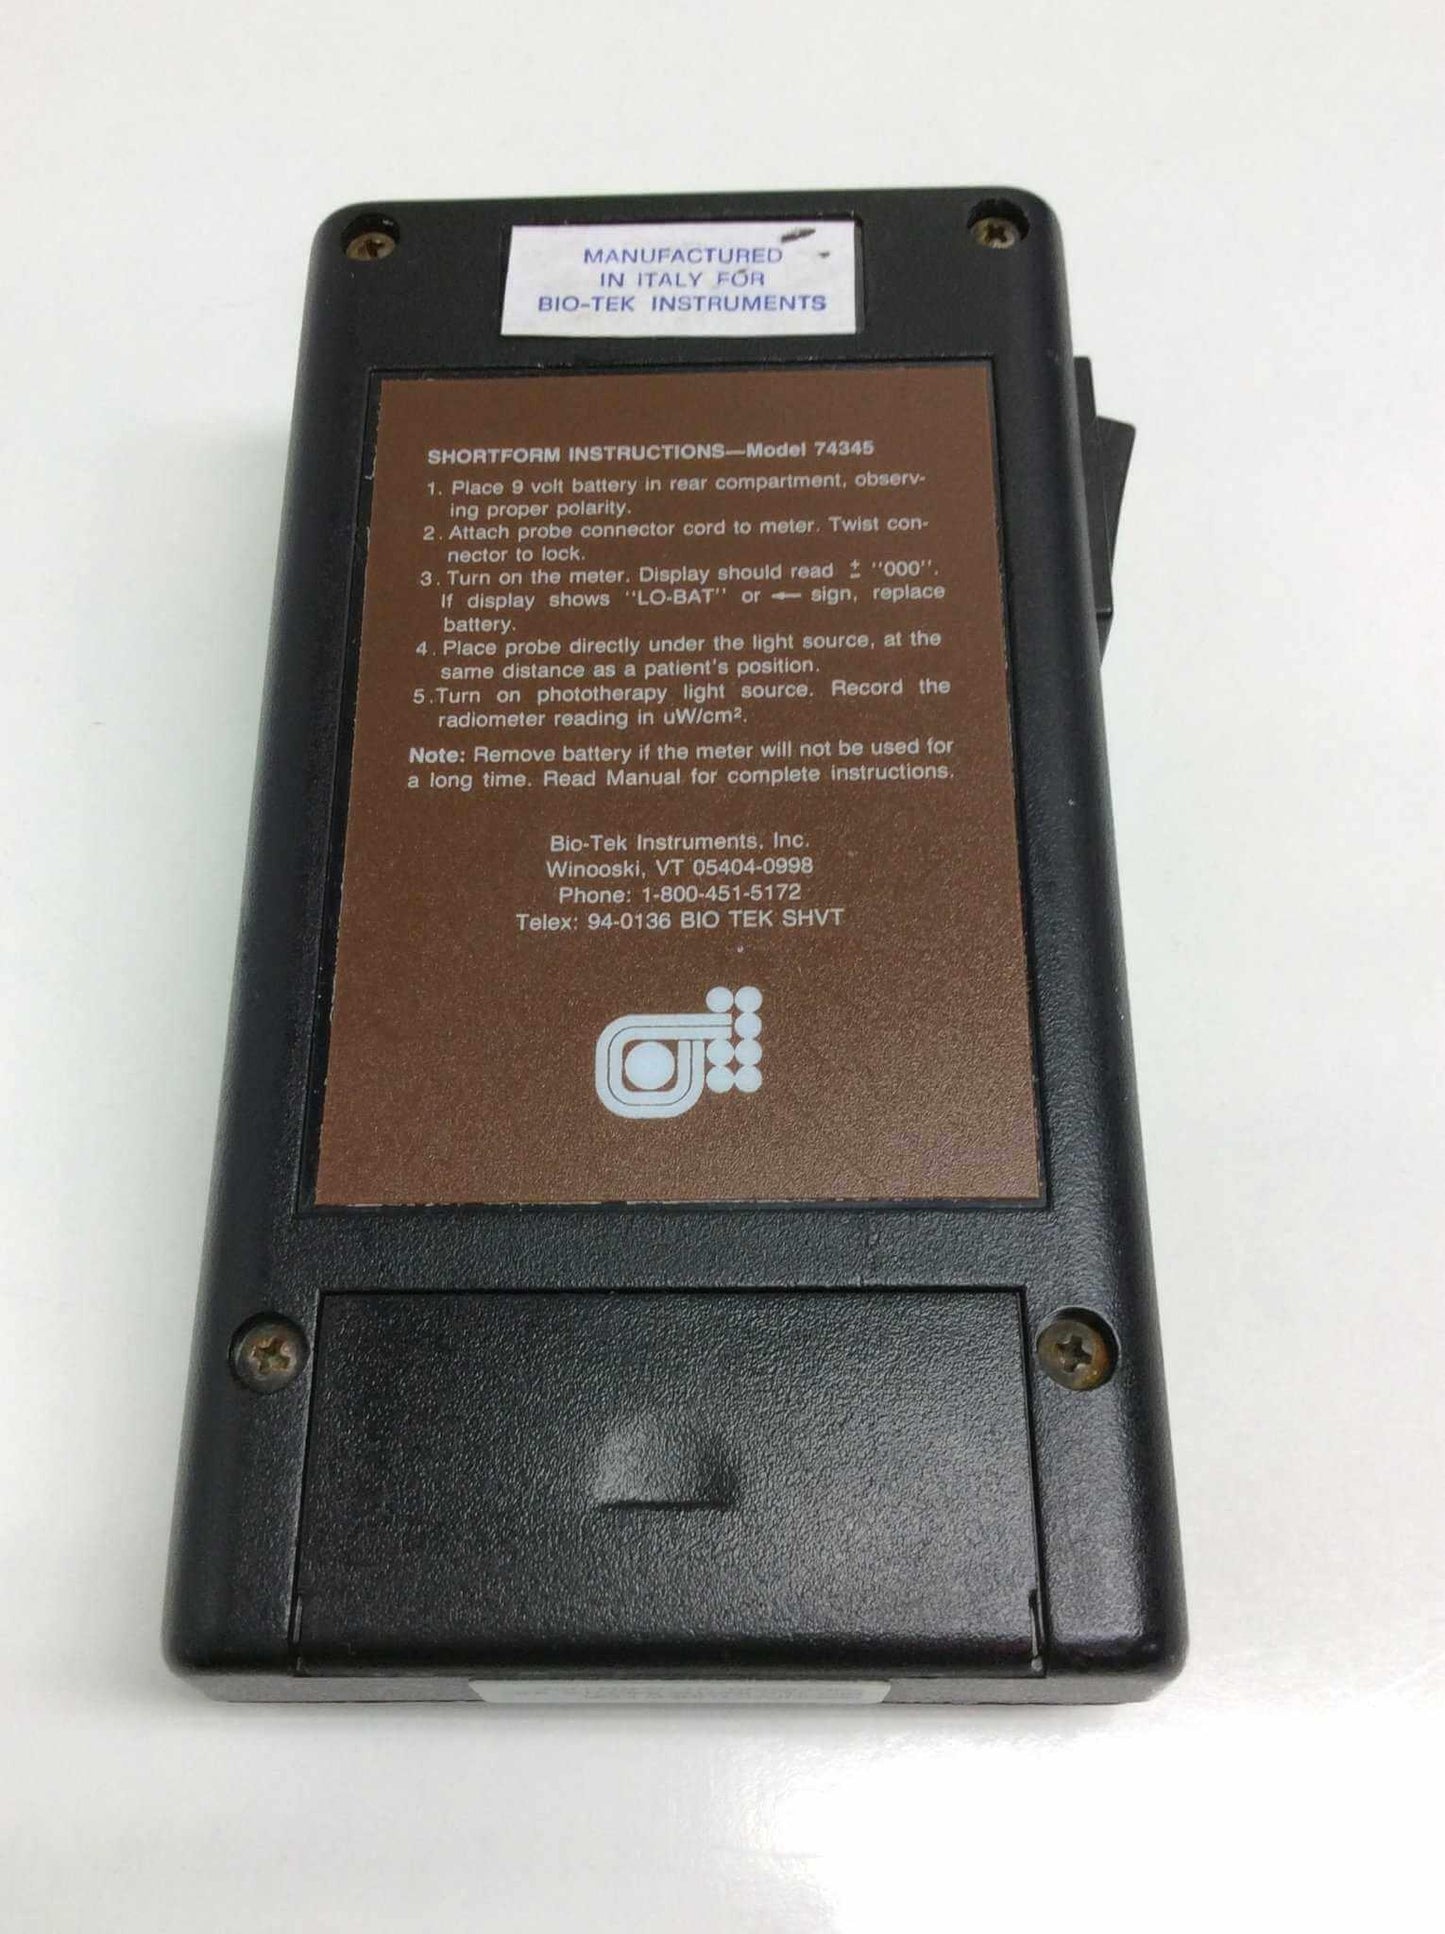 MANUFACTURED
IN ITALY FOR
BIO-TEK INSTRUMENTS
SHORTFORM INSTRUCTIONS—Model 74345
1. Place 9 volt battery in rear compartment, observ-
ing proper polarity.
2. Attach probe connector cord to meter. Twist con-
nector to lock.
3. Turn on the meter. Display should read ± "000".
If display shows "LO-BAT" or ← sign, replace
battery.
4. Place probe directly under the light source, at the
same distance as a patient's position.
5. Turn on phototherapy light source. Record the
radiometer reading in uW/cm².
Note: Remove battery if the meter will not be used for
a long time. Read Manual for complete instructions.
Bio-Tek Instruments, Inc.
Winooski, VT 05404-0998
Phone: 1-800-451-5172
Telex: 94-0136 BIO TEK SHVT